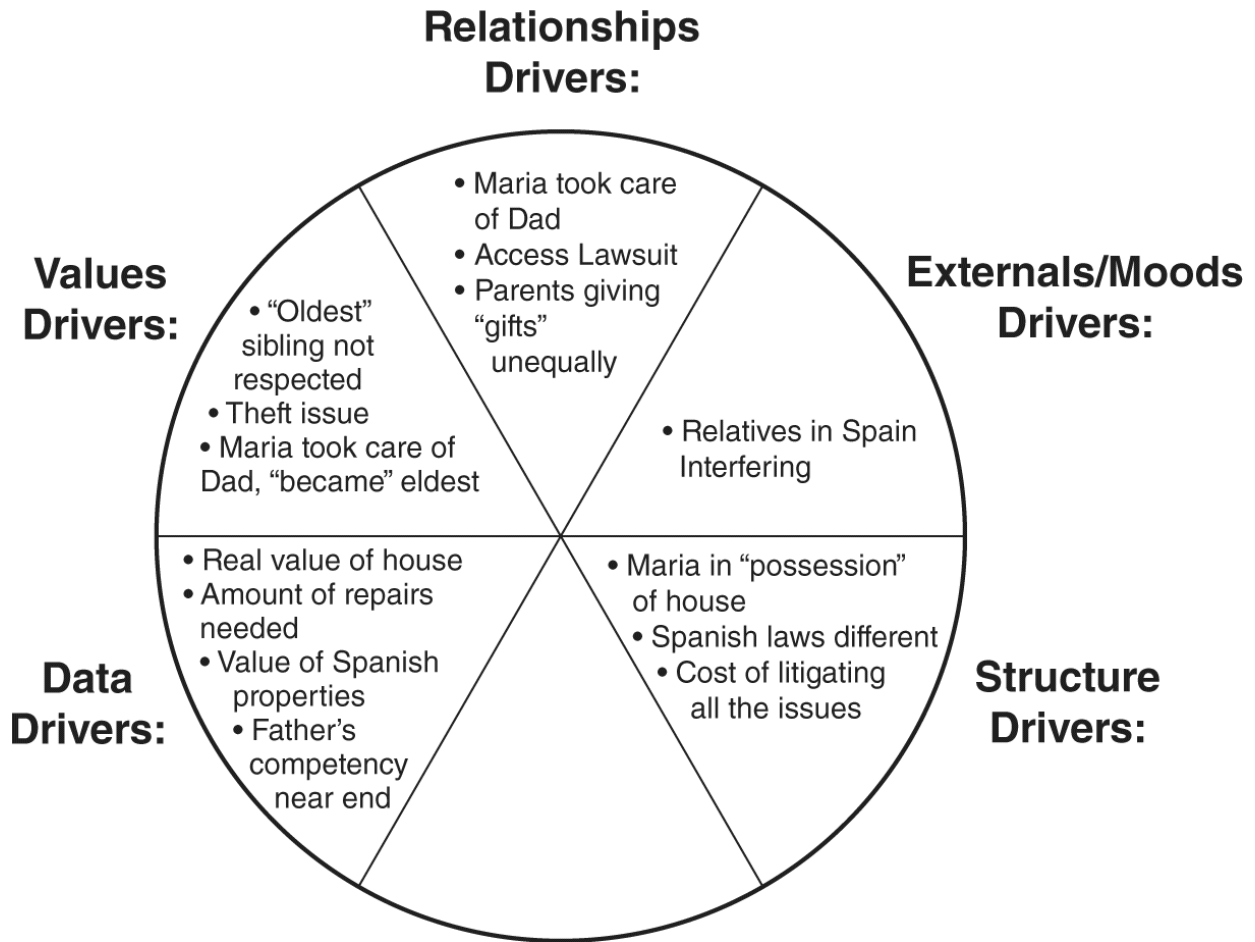 Relationships
Drivers:
• Maria took care
of Dad
• Access Lawsuit
• Parents giving
“gifts”
unequally
Values
Drivers:
• “Oldest”
sibling not
respected
• Theft issue
• Maria took care of
Dad, “became” eldest
Externals/Moods
Drivers:
• Relatives in Spain
Interfering
Data
Drivers:
• Real value of house
• Amount of repairs
needed
• Value of Spanish
properties
• Father’s
competency
near end
• Maria in “possession”
of house
• Spanish laws different
• Cost of litigating
all the issues
Structure
Drivers: